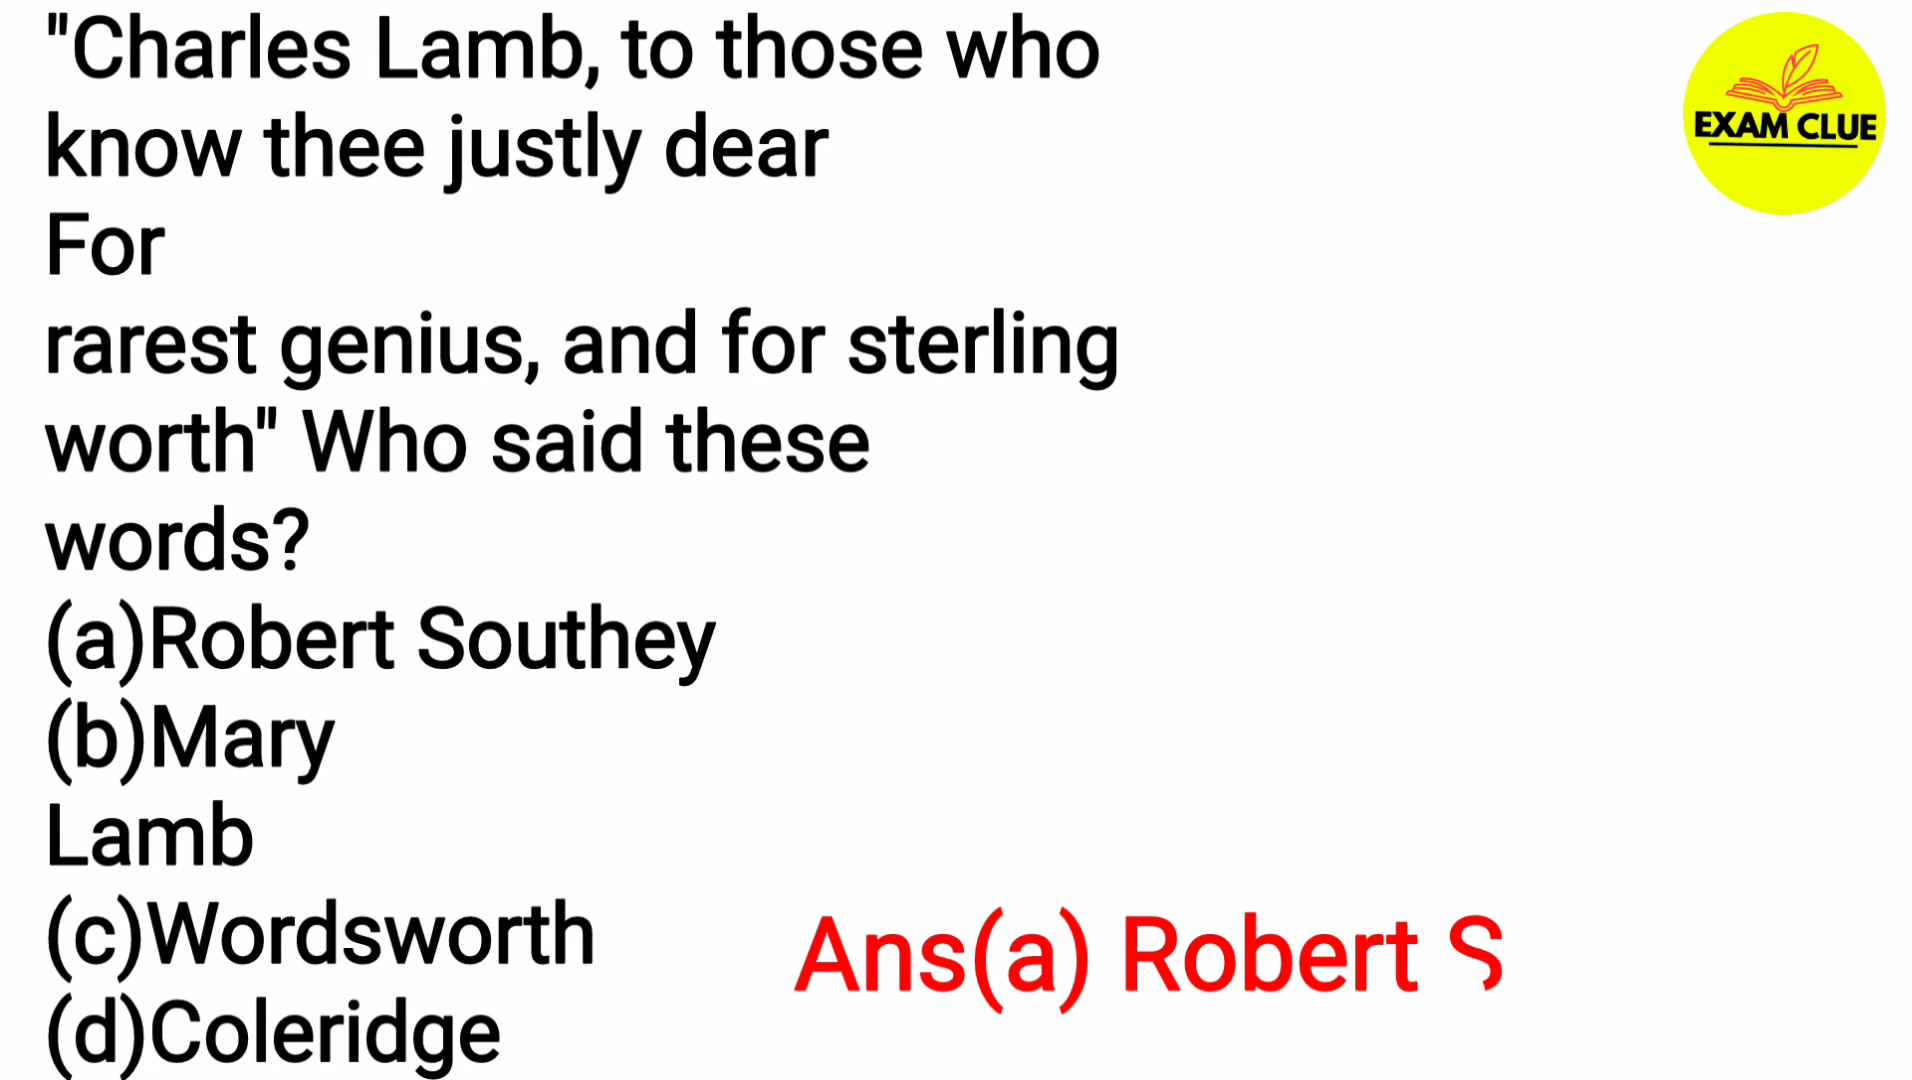 "Charles Lamb, to those who
know thee justly dear
For
rarest genius, and for sterling
worth" Who said these
words?
(a)Robert Southey
(b)Mary
Lamb
(c)Wordsworth
(d)Coleridge
Ans(a) Robert S
EXAM CLUE